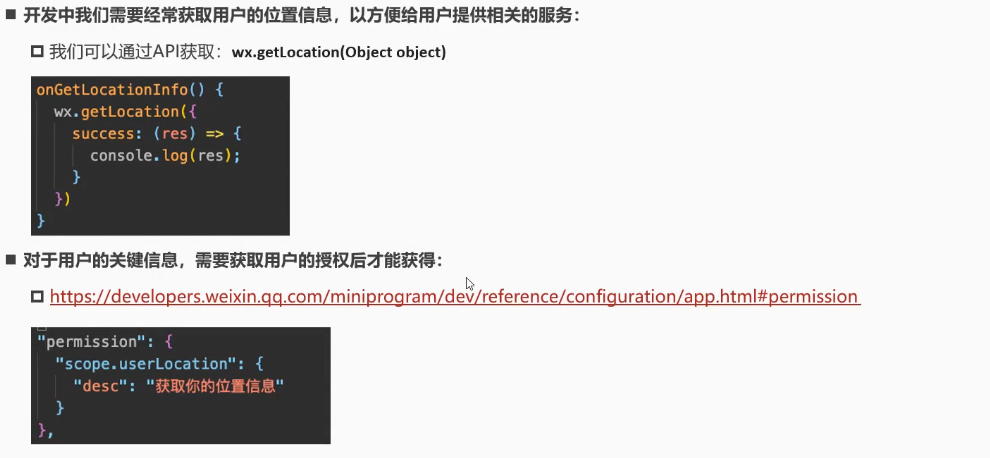 开发中我们需要经常获取用户的位置信息，以方便给用户提供相关的服务：
我们可以通过API获取：wx.getLocation(Object object)
onGetLocationInfo() {
wx.getLocation({
success: (res) => {
console.log(res);
}
})
}
对于用户的关键信息，需要获取用户的授权后才能获得：
https://developers.weixin.qq.com/miniprogram/dev/reference/configuration/app.html#permission
"permission": {
"scope.userLocation": {
"desc": "获取你的位置信息"
}
},